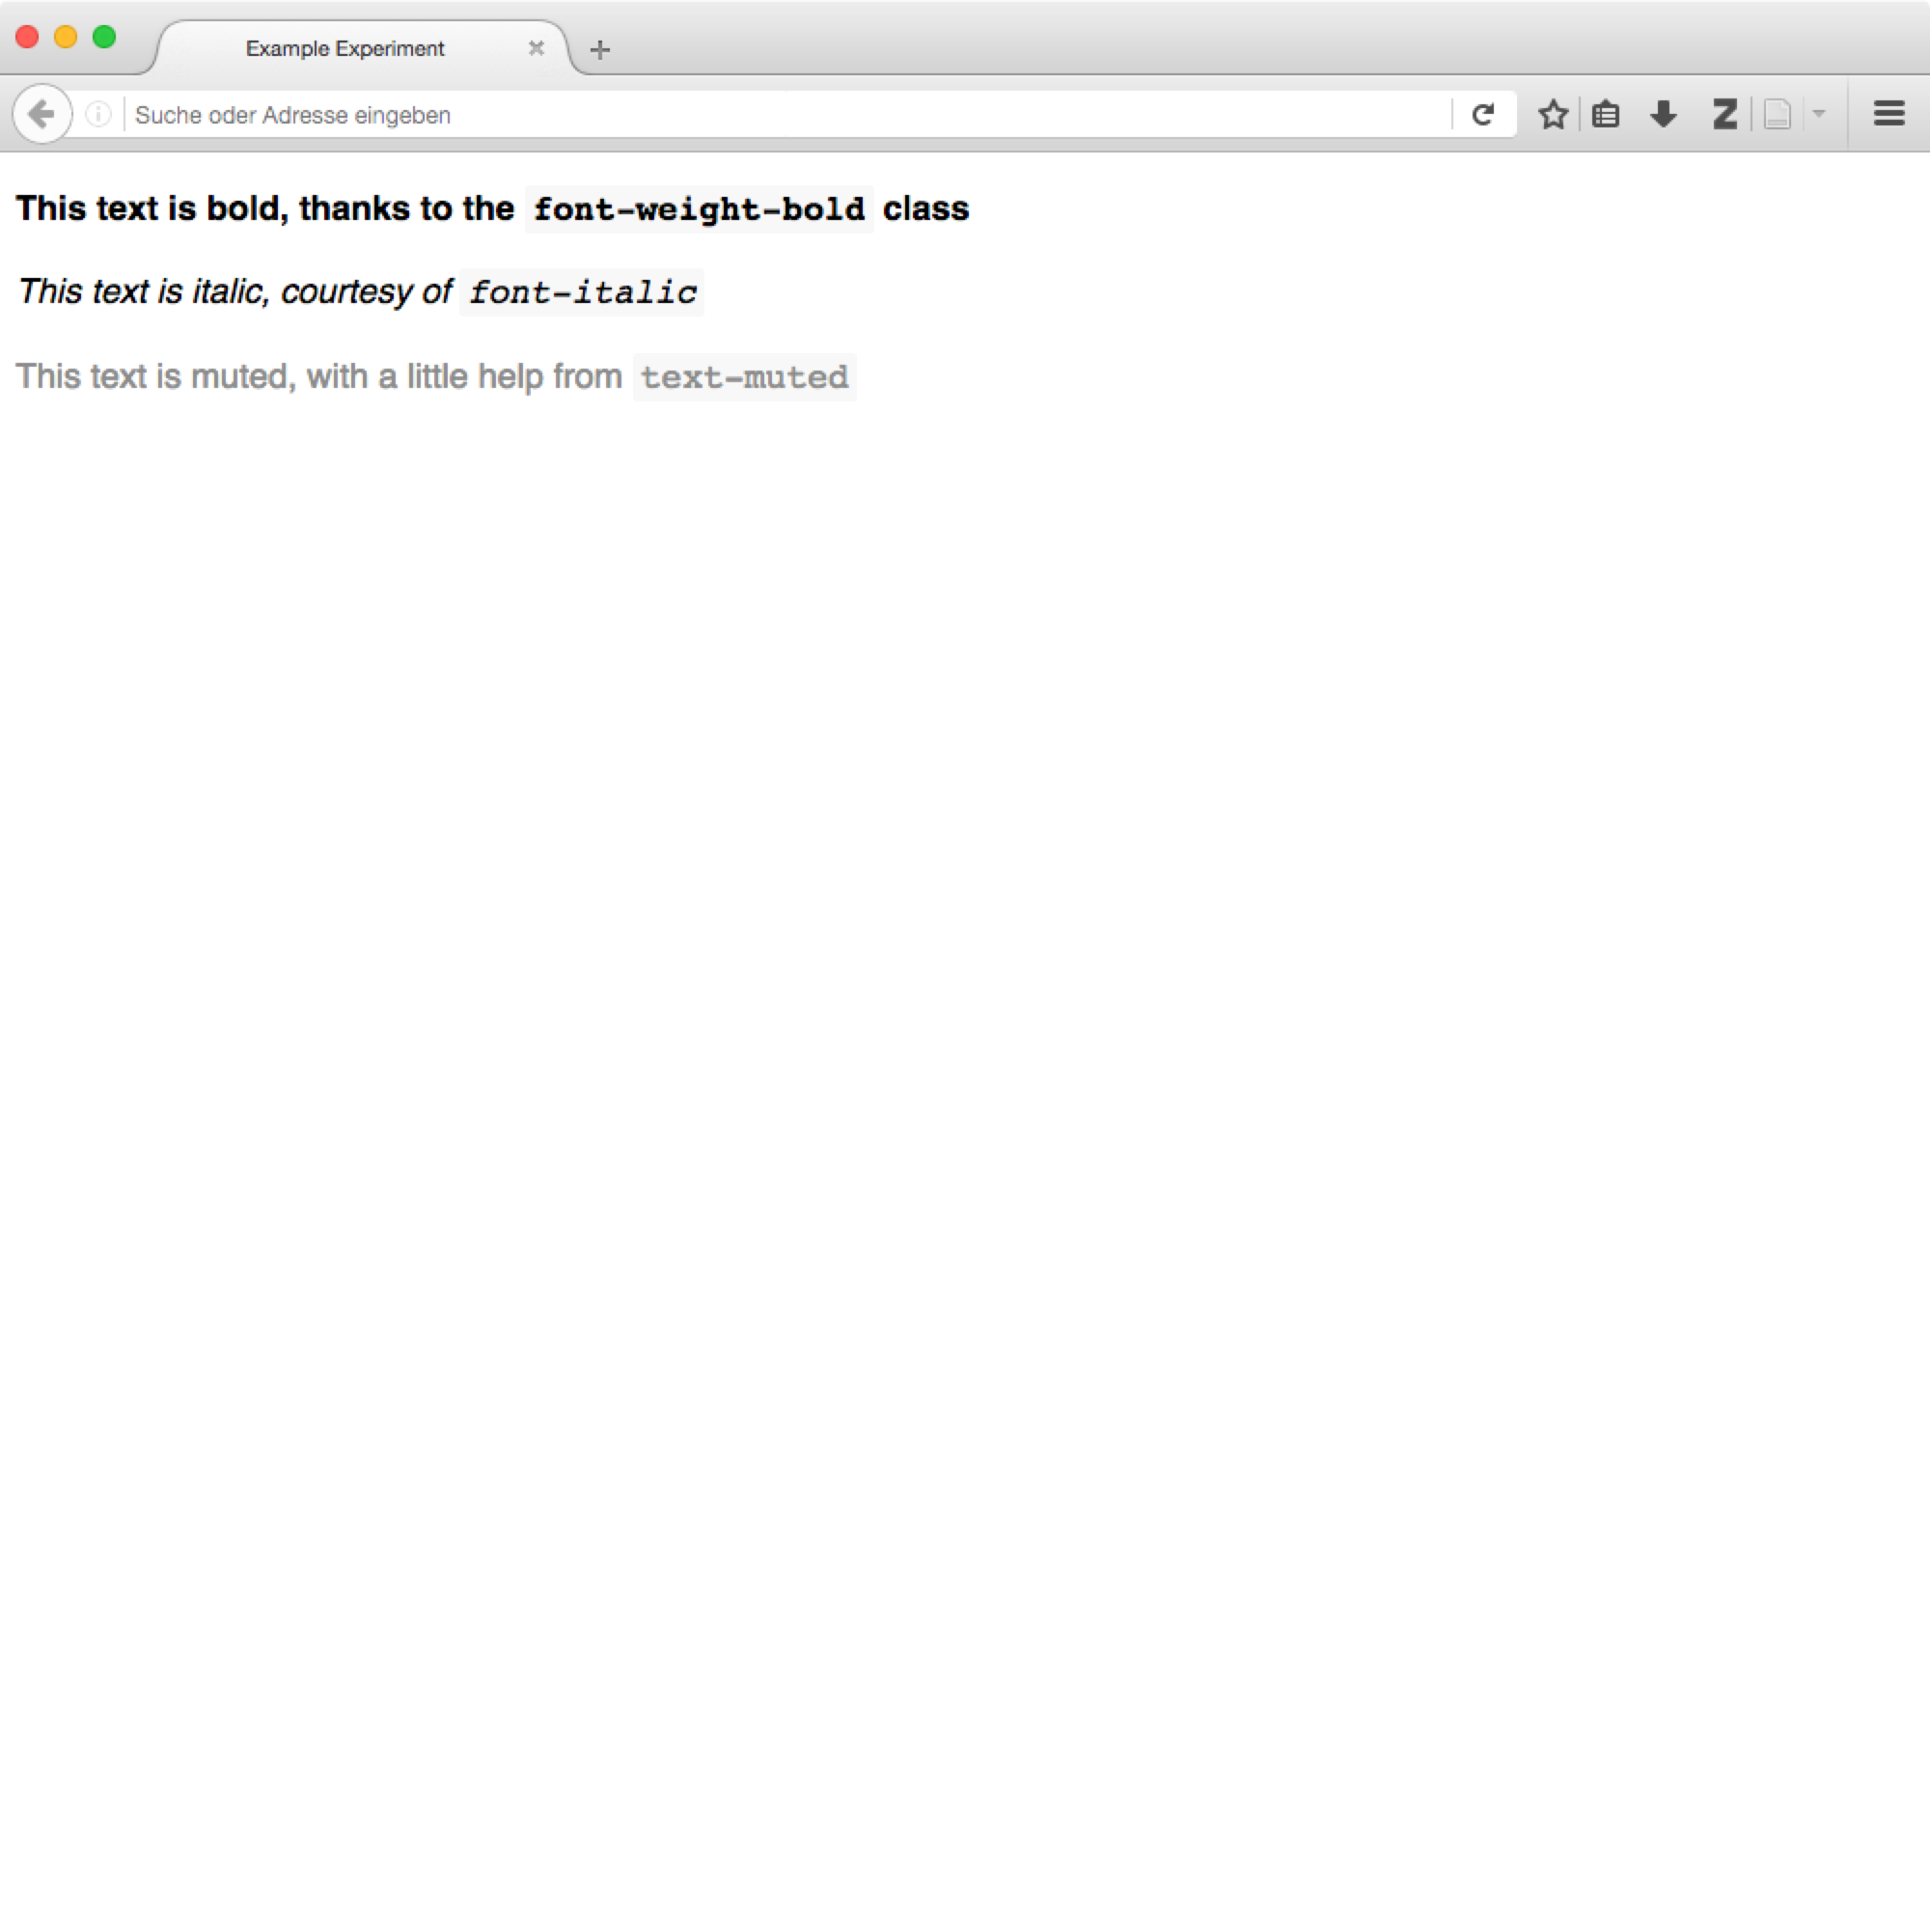 Example Experiment
Suche oder Adresse eingeben
This text is bold, thanks to the font-weight-bold class
This text is italic, courtesy of font-italic
This text is muted, with a little help from text-muted